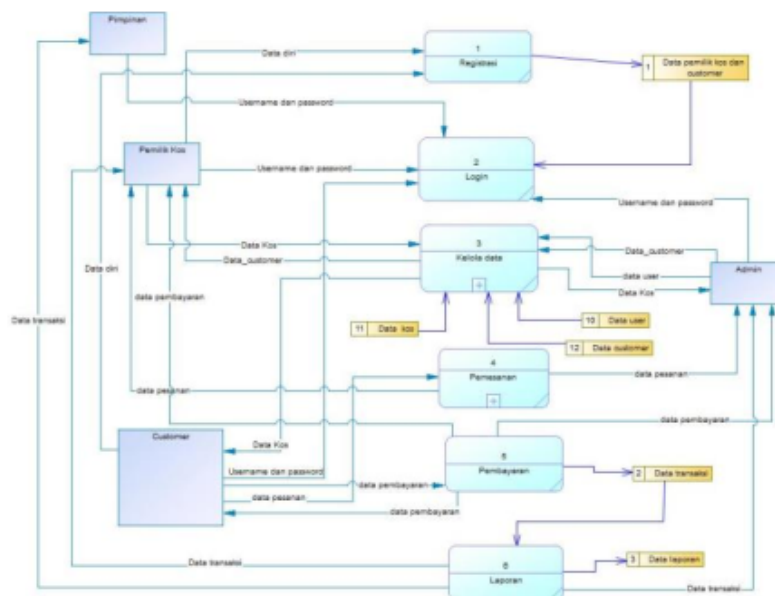 Pimpinan
1
Registrasi
Data diri
1 Data pemilik kos dan
customer
Username dan password
Pemilik Kos
Username dan password
2
Login
Username dan password
Data Kos
3
Kelola data
Data_customer
Data_customer
data user
Data Kos
Admin
Data diri
data pembayaran
Data transaksi
11 Data kos
10 Data user
12 Data customer
4
Pemesanan
data pesanan
data pesanan
Customer
Data Kos
Username dan password
data pembayaran
data pesanan
data pembayaran
5
Pembayaran
data pembayaran
2 Data transaksi
6
Laporan
3 Data laporan
Data transaksi
Data transaksi